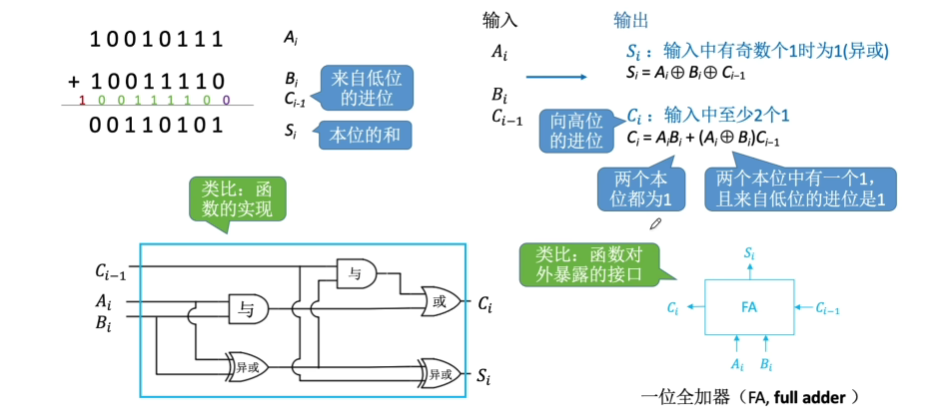 10010111
A_i
+ 10011110
B_i
1 0 0 1 1 1 1 0 0
C_{i-1}
来自低位
的进位
00110101
S_i
本位的和
输入
A_i
B_i
C_{i-1}
输出
S_i：输入中有奇数个1时为1(异或)
S_i = A_i ⊕ B_i ⊕ C_{i-1}
向高位
的进位
C_i：输入中至少2个1
C_i = A_iB_i + (A_i ⊕ B_i)C_{i-1}
两个本
位都为1
两个本位中有一个1，
且来自低位的进位是1
类比：函
数的实现
C_{i-1}
A_i
B_i
与
异或
与
或
异或
C_i
S_i
类比：函数对
外暴露的接口
S_i
C_i
FA
C_{i-1}
A_i
B_i
一位全加器（FA, full adder ）